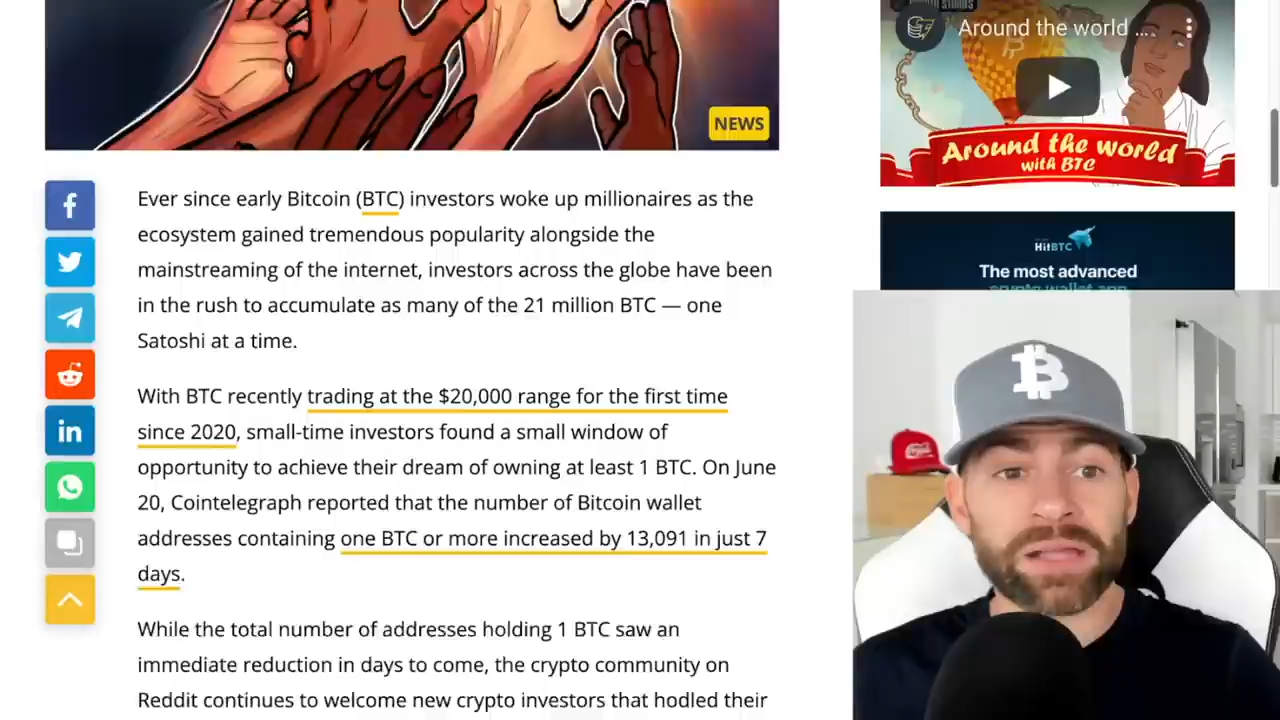 NEWS
Ever since early Bitcoin (BTC) investors woke up millionaires as the
ecosystem gained tremendous popularity alongside the
mainstreaming of the internet, investors across the globe have been
in the rush to accumulate as many of the 21 million BTC — one
Satoshi at a time.
With BTC recently trading at the $20,000 range for the first time
since 2020, small-time investors found a small window of
opportunity to achieve their dream of owning at least 1 BTC. On June
20, Cointelegraph reported that the number of Bitcoin wallet
addresses containing one BTC or more increased by 13,091 in just 7
days.
While the total number of addresses holding 1 BTC saw an
immediate reduction in days to come, the crypto community on
Reddit continues to welcome new crypto investors that hodled their
Around the world ....
Around the world
with BTC
HitBTC
The most advanced
crypto wallet app